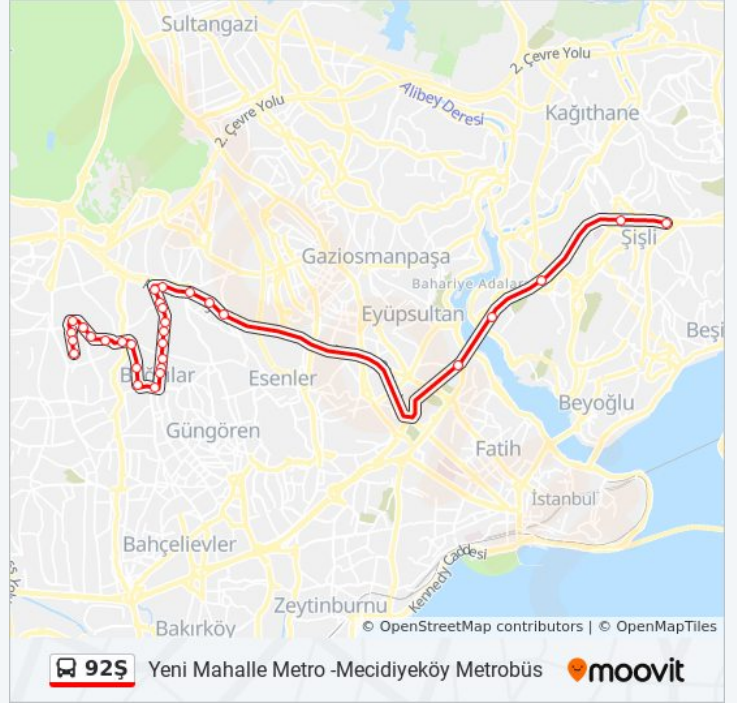 Sultangazi
2. Çevre Yolu
Alibey Deresi
Kağıthane
2. Çevre Yolu
Şişli
Gaziosmanpaşa
Bahariye Adaları
Eyüpsultan
Beşi
Esenler
Beyoğlu
Güngören
Fatih
İstanbul
Bahçelievler
Kennedy Caddesi
Zeytinburnu
Bakırköy
© OpenStreetMap contributors | © OpenMapTiles
92Ş Yeni Mahalle Metro -Mecidiyeköy Metrobüs moovit